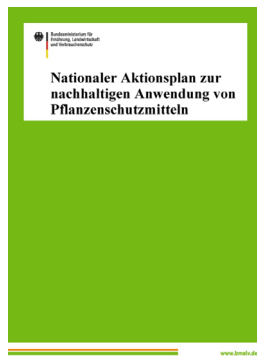 Bundesministerium für
Ernährung, Landwirtschaft
und Verbraucherschutz
Nationaler Aktionsplan zur
nachhaltigen Anwendung von
Pflanzenschutzmitteln
www.bmelv.de